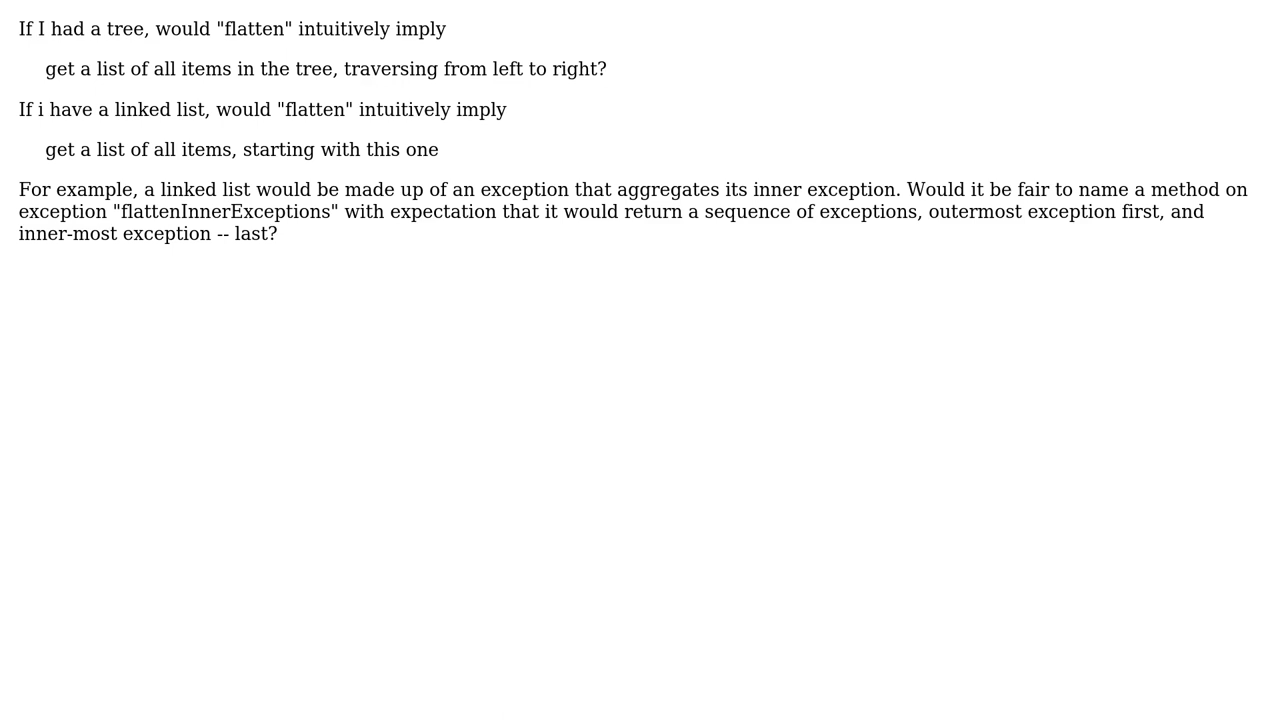 If I had a tree, would "flatten" intuitively imply
get a list of all items in the tree, traversing from left to right?
If i have a linked list, would "flatten" intuitively imply
get a list of all items, starting with this one
For example, a linked list would be made up of an exception that aggregates its inner exception. Would it be fair to name a method on
exception "flattenInnerExceptions" with expectation that it would return a sequence of exceptions, outermost exception first, and
inner-most exception -- last?